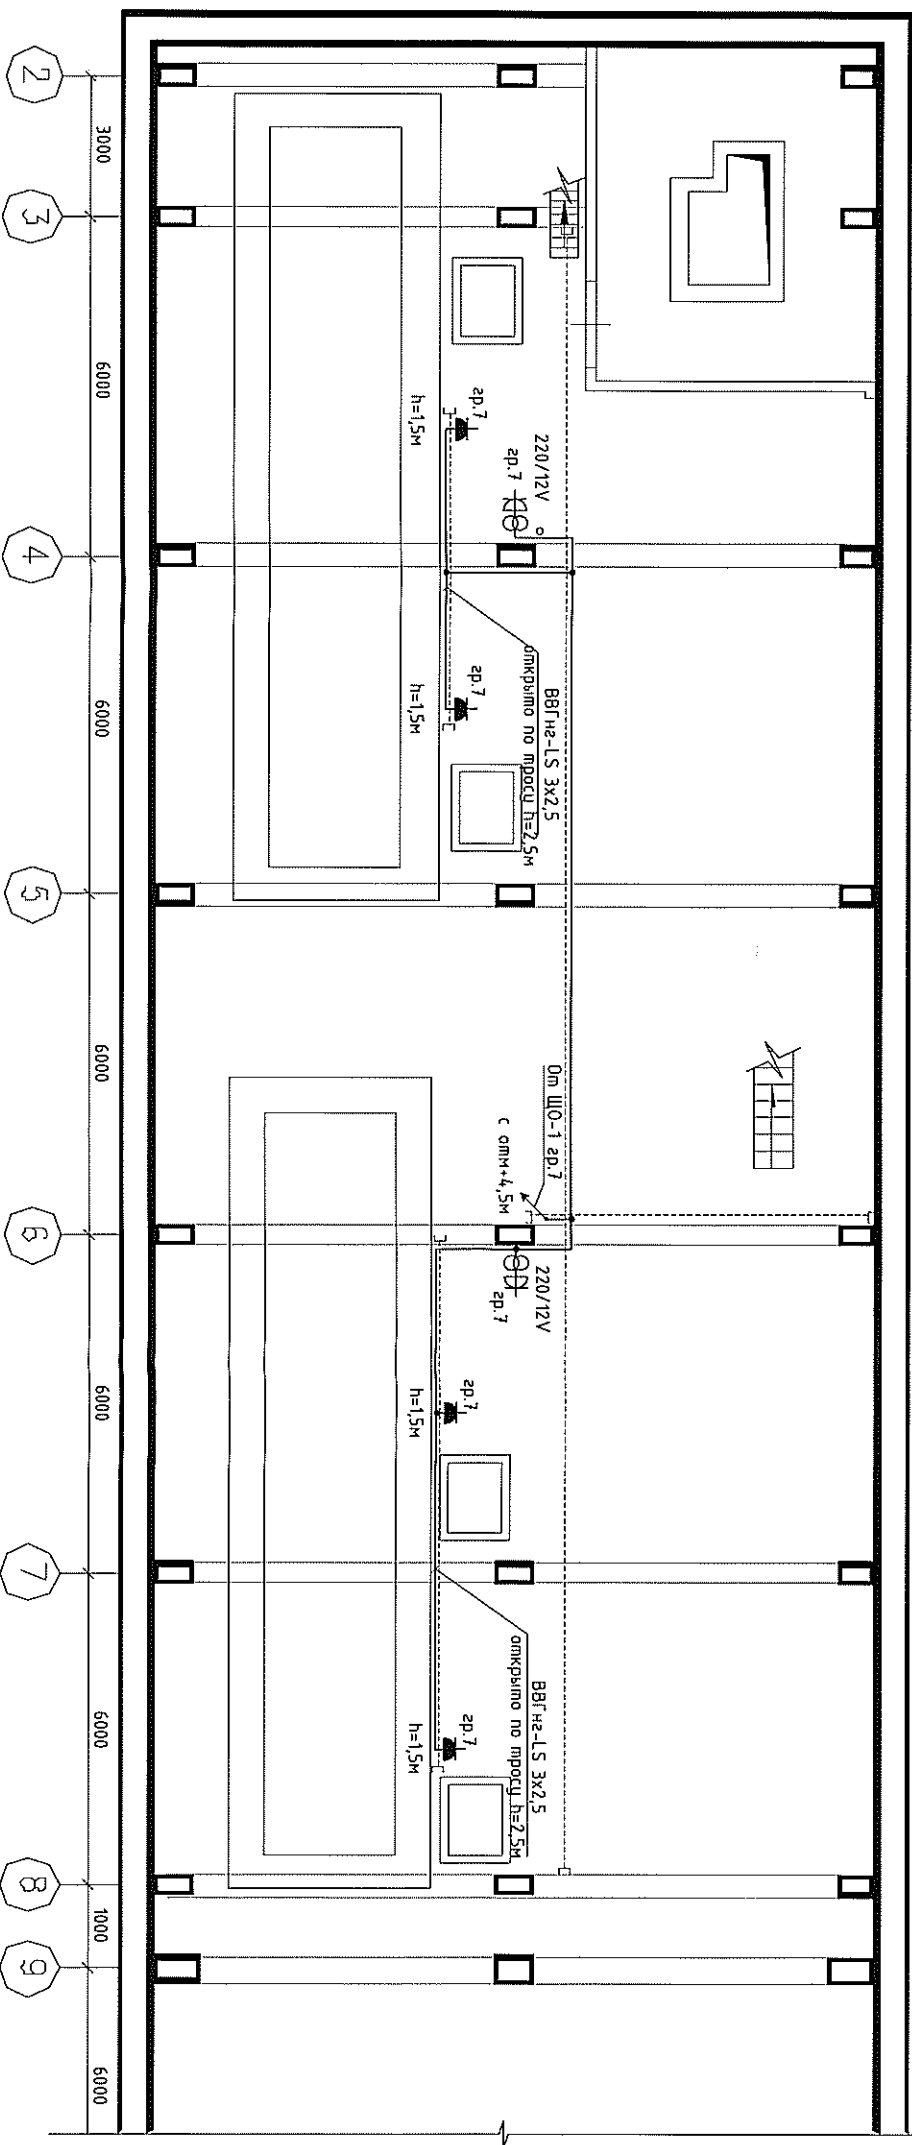 220/12V
гр.7
гр.7
h=1,5м
гр.7
h=1,5м
ВВГнг-LS 3х2,5
открыто по тросу h=2,5м
От ЩО-1 гр.7
с отм+4,5м
220/12V
гр.7
гр.7
h=1,5м
гр.7
h=1,5м
ВВГнг-LS 3х2,5
открыто по тросу h=2,5м
3000
6000
6000
6000
6000
6000
1000
6000
2
3
4
5
6
7
8
9